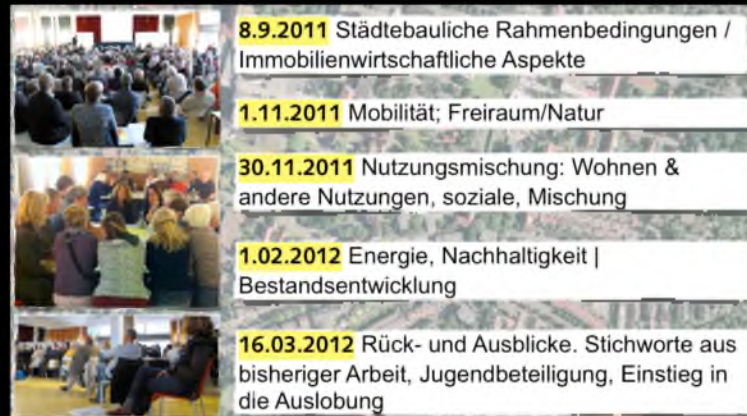 8.9.2011 Städtebauliche Rahmenbedingungen /
Immobilienwirtschaftliche Aspekte
1.11.2011 Mobilität; Freiraum/Natur
30.11.2011 Nutzungsmischung: Wohnen &
andere Nutzungen, soziale, Mischung
1.02.2012 Energie, Nachhaltigkeit |
Bestandsentwicklung
16.03.2012 Rück- und Ausblicke. Stichworte aus
bisheriger Arbeit, Jugendbeteiligung, Einstieg in
die Auslobung